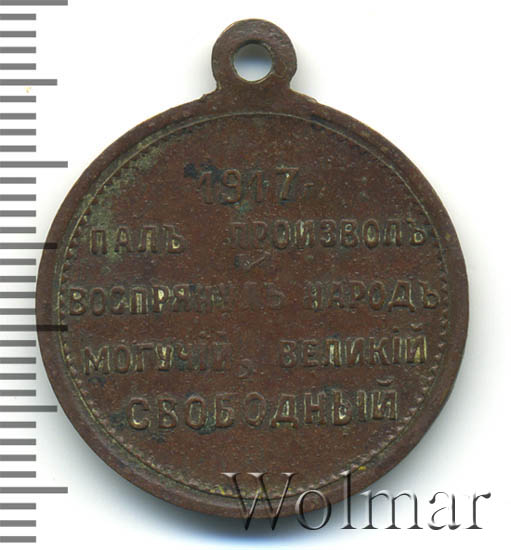 1917
ПАЛЪ ПРОИЗВОЛЪ
ВОСПРЯНУЛЪ НАРОДЪ
МОГУЧІЙ, ВЕЛИКІЙ
СВОБОДНЫЙ
Wolmar